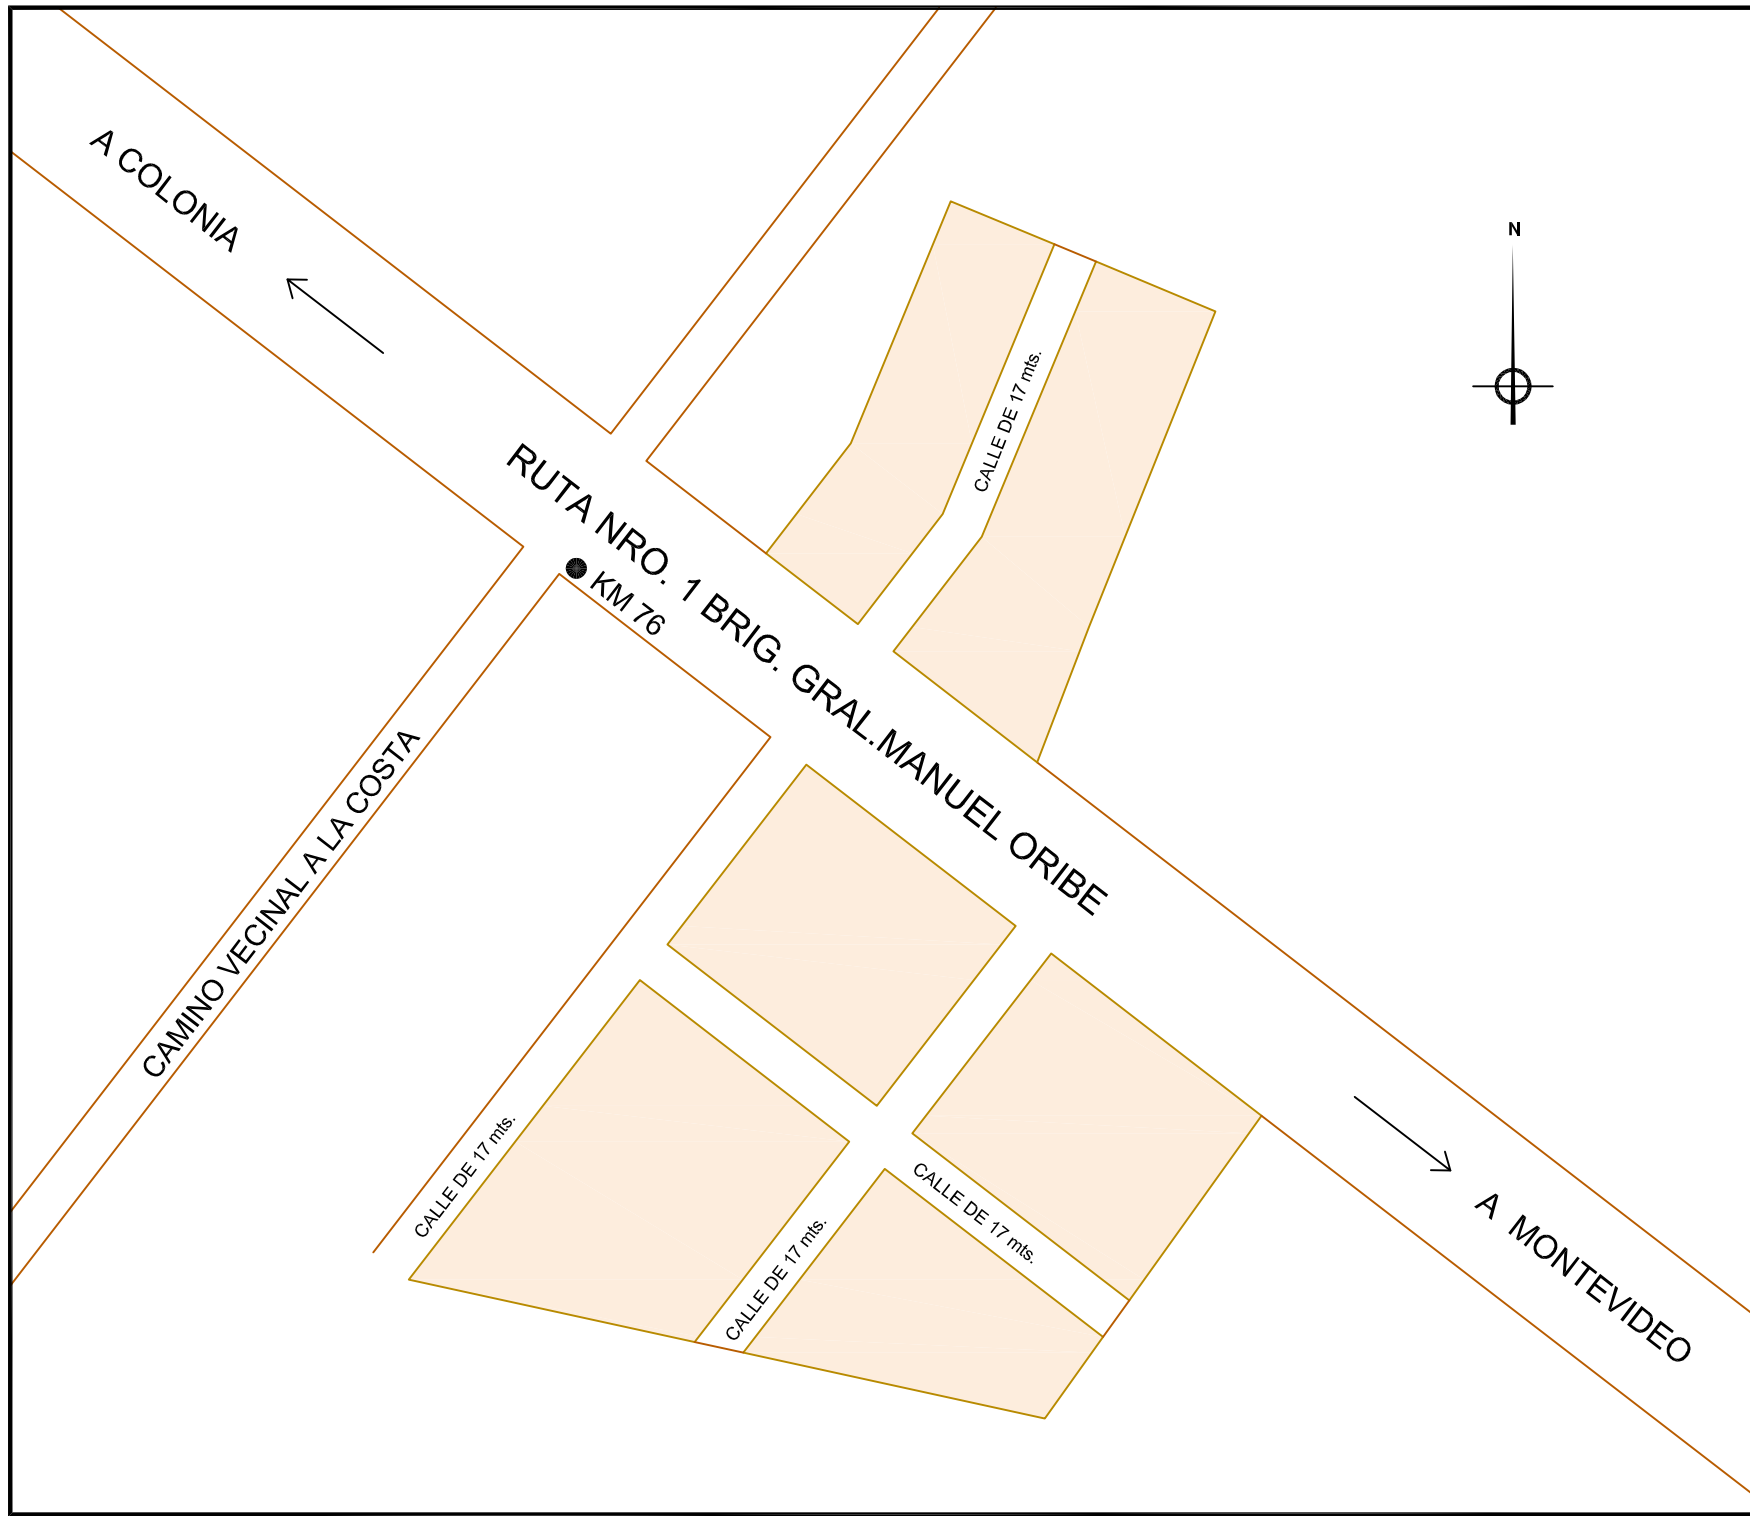 A COLONIA
N
CALLE DE 17 mts.
RUTA NRO. 1 BRIG. GRAL.MANUEL ORIBE
KM 76
CAMINO VECINAL A LA COSTA
CALLE DE 17 mts.
CALLE DE 17 mts.
CALLE DE 17 mts.
A MONTEVIDEO